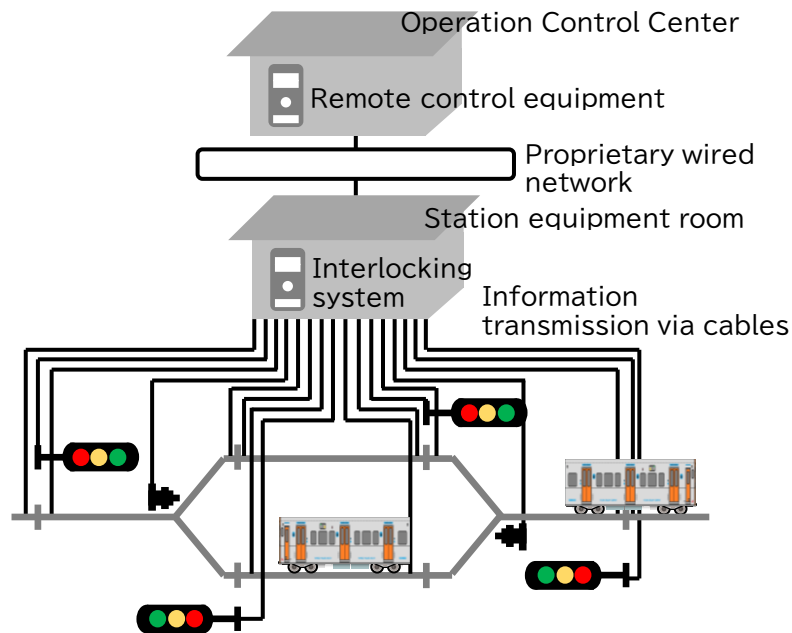 Operation Control Center
Remote control equipment
Proprietary wired
network
Station equipment room
Interlocking
system
Information
transmission via cables